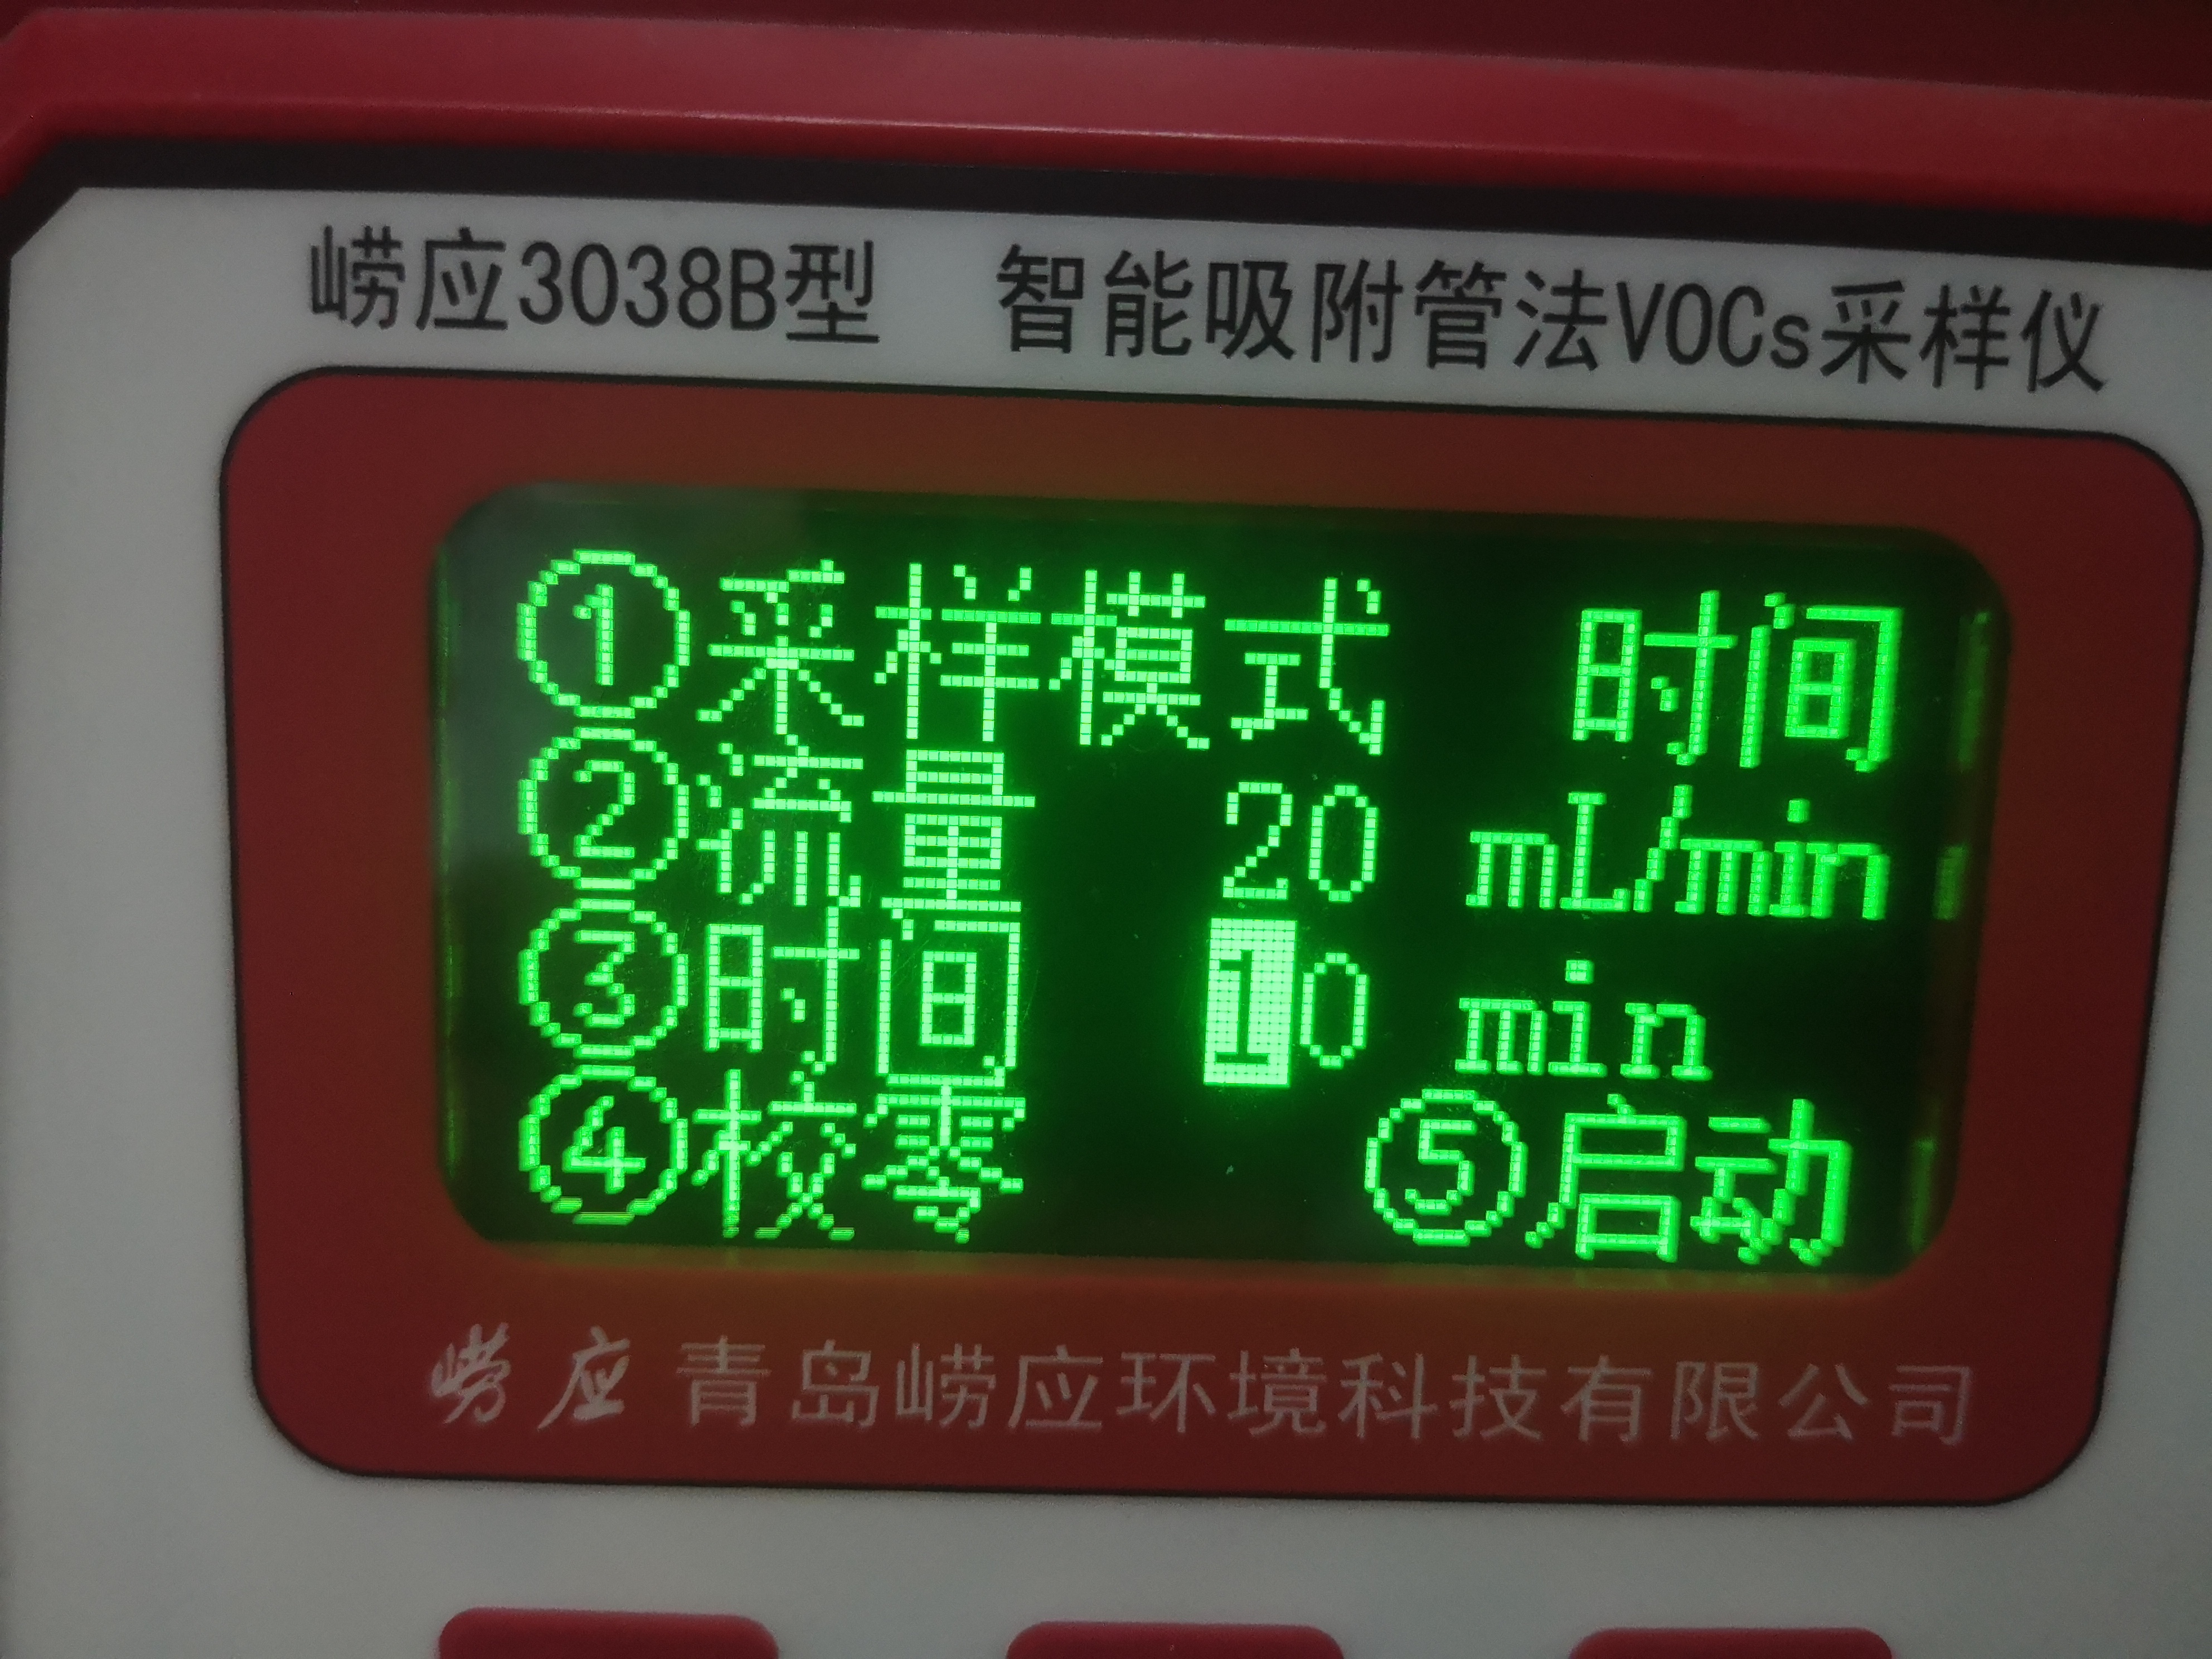 崂应3038B型 智能吸附管法VOCs采样仪
①采样模式 时间
②流量 20 mL/min
③时间 10 min
④校零 ⑤启动
崂应 青岛崂应环境科技有限公司